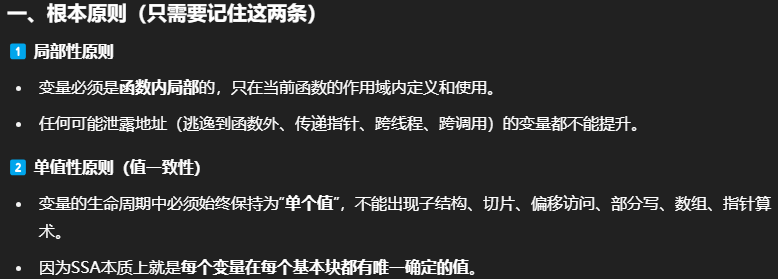 一、根本原则（只需要记住这两条）
1 局部性原则
• 变量必须是函数内局部的，只在当前函数的作用域内定义和使用。
• 任何可能泄露地址（逃逸到函数外、传递指针、跨线程、跨调用）的变量都不能提升。
2 单值性原则（值一致性）
• 变量的生命周期中必须始终保持为“单个值”，不能出现子结构、切片、偏移访问、部分写、数组、指针算
术。
• 因为SSA本质上就是每个变量在每个基本块都有唯一确定的值。